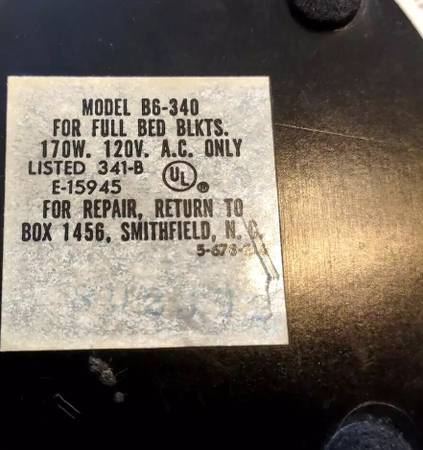 MODEL B6-340
FOR FULL BED BLKTS.
170W. 120V. A.C. ONLY
LISTED 341-B
UL ®
E-15945
FOR REPAIR, RETURN TO
BOX 1456, SMITHFIELD, N. C.